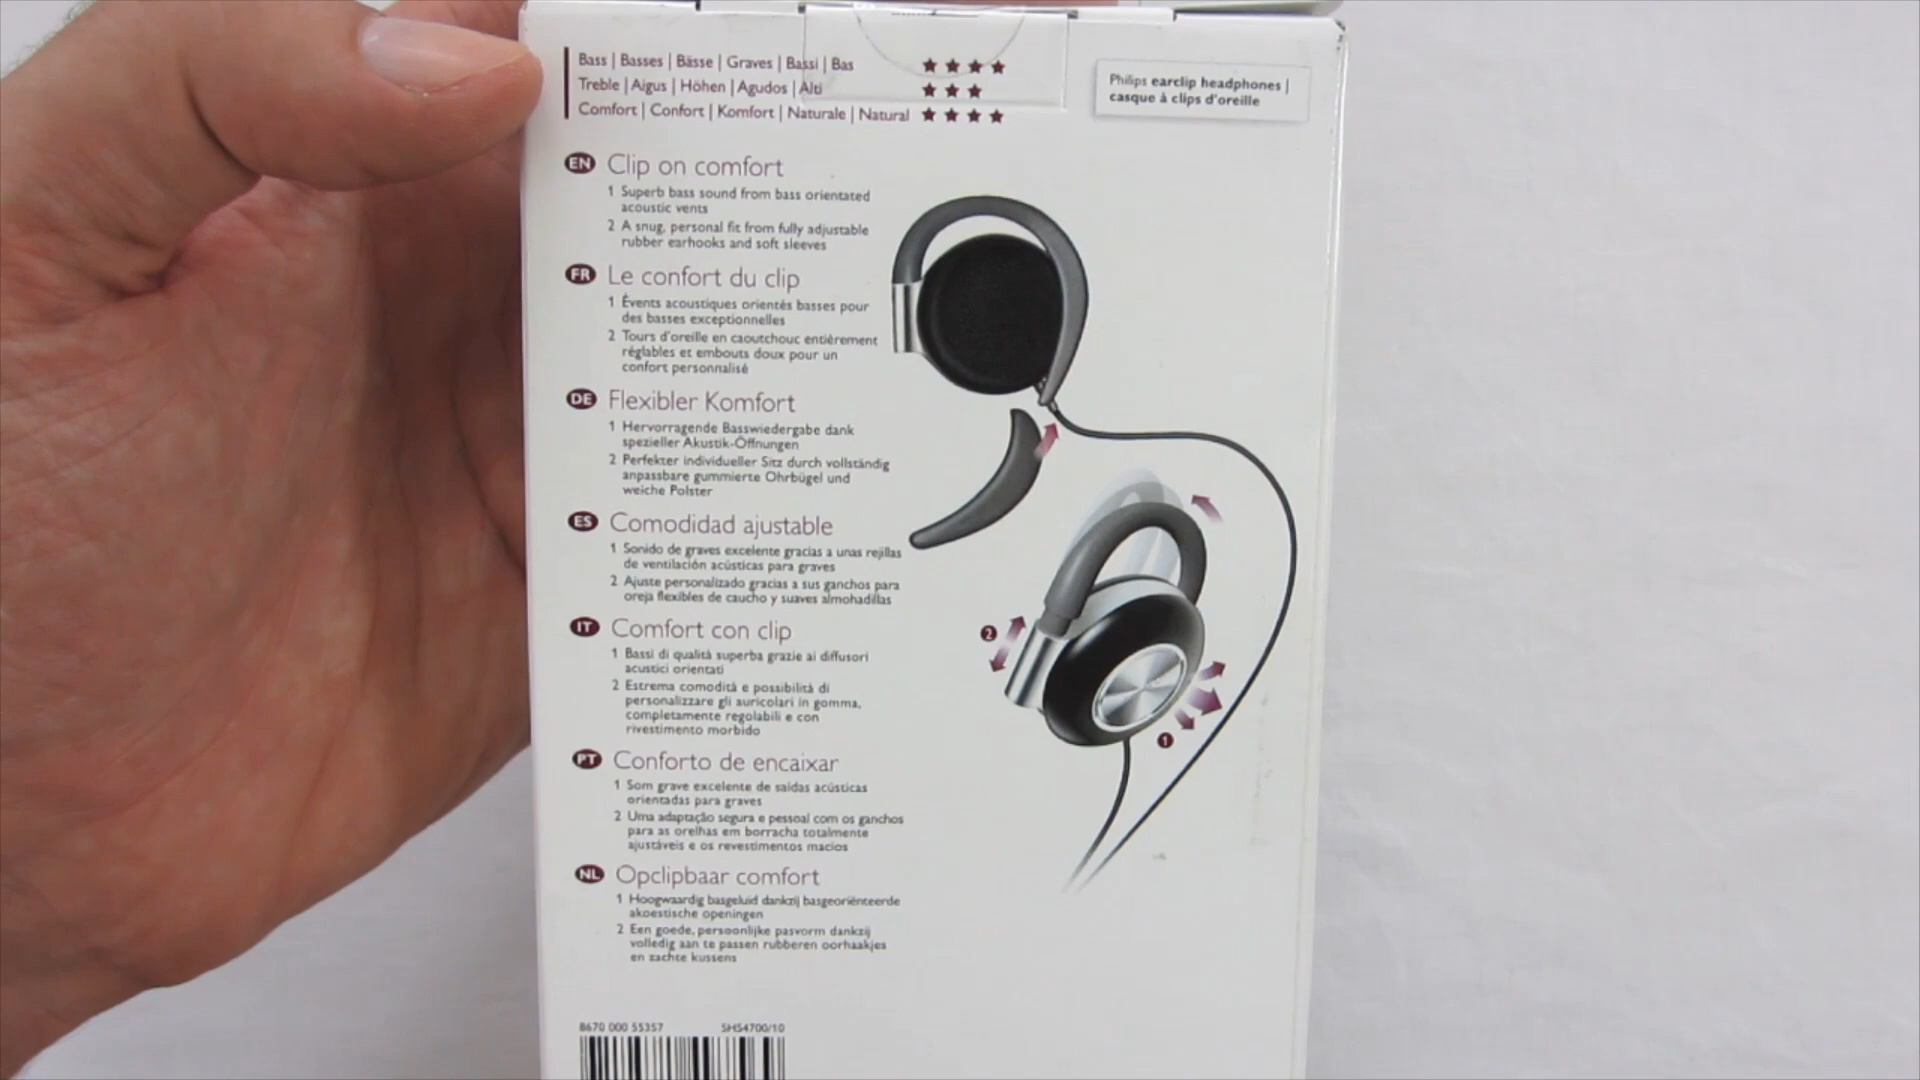 Bass | Basses | Bässe | Graves | Bassi | Bas ★★★★
Treble | Aigus | Höhen | Agudos | Alti ★★★
Comfort | Confort | Komfort | Naturale | Natural ★★★★
Philips earclip headphones |
casque à clips d'oreille
EN Clip on comfort
1 Superb bass sound from bass orientated
acoustic vents
2 A snug, personal fit from fully adjustable
rubber earhooks and soft sleeves
FR Le confort du clip
1 Évents acoustiques orientés basses pour
des basses exceptionnelles
2 Tours d'oreille en caoutchouc entièrement
réglables et embouts doux pour un
confort personnalisé
DE Flexibler Komfort
1 Hervorragende Basswiedergabe dank
spezieller Akustik-Öffnungen
2 Perfekter individueller Sitz durch vollständig
anpassbare gummierte Ohrbügel und
weiche Polster
ES Comodidad ajustable
1 Sonido de graves excelente gracias a unas rejillas
de ventilación acústicas para graves
2 Ajuste personalizado gracias a sus ganchos para
oreja flexibles de caucho y suaves almohadillas
IT Comfort con clip
1 Bassi di qualità superba grazie ai diffusori
acustici orientati
2 Estrema comodità e possibilità di
personalizzare gli auricolari in gomma,
completamente regolabili e con
rivestimento morbido
PT Conforto de encaixar
1 Som grave excelente de saídas acústicas
orientadas para graves
2 Uma adaptação segura e pessoal com os ganchos
para as orelhas em borracha totalmente
ajustáveis e os revestimentos macios
NL Opclipbaar comfort
1 Hoogwaardig basgeluid dankzij basgeoriënteerde
akoestische openingen
2 Een goede, persoonlijke pasvorm dankzij
volledig aan te passen rubberen oorhaakjes
en zachte kussens
2
1
8670 000 55357 SHS4700/10